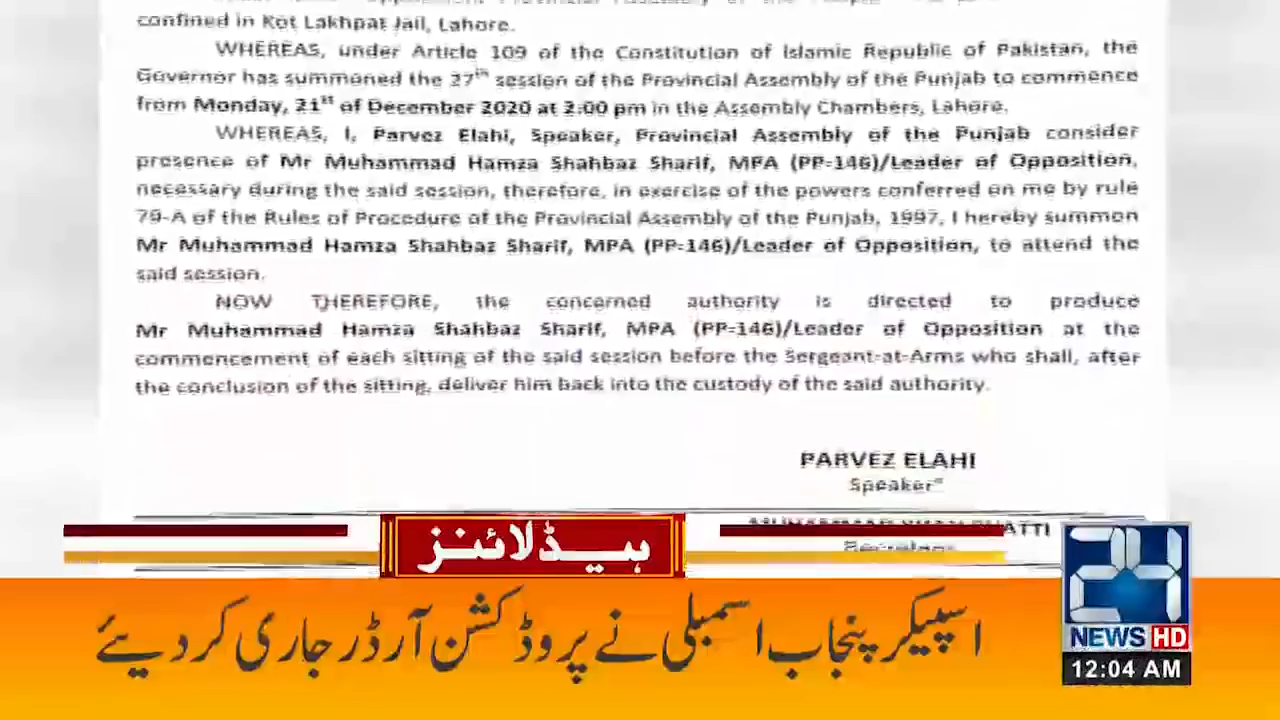 confined in Kot Lakhpat Jail, Lahore.
WHEREAS, under Article 109 of the Constitution of Islamic Republic of Pakistan, the
Governor has summoned the 27th session of the Provincial Assembly of the Punjab to commence
from Monday, 21st of December 2020 at 2:00 pm in the Assembly Chambers, Lahore.
WHEREAS, I, Parvez Elahi, Speaker, Provincial Assembly of the Punjab consider
presence of Mr Muhammad Hamza Shahbaz Sharif, MPA (PP-146)/Leader of Opposition,
necessary during the said session, therefore, in exercise of the powers conferred on me by rule
79-A of the Rules of Procedure of the Provincial Assembly of the Punjab, 1997, I hereby summon
Mr Muhammad Hamza Shahbaz Sharif, MPA (PP-146)/Leader of Opposition, to attend the
said session.
NOW THEREFORE, the concerned authority is directed to produce
Mr Muhammad Hamza Shahbaz Sharif, MPA (PP-146)/Leader of Opposition at the
commencement of each sitting of the said session before the Sergeant-at-Arms who shall, after
the conclusion of the sitting, deliver him back into the custody of the said authority.
PARVEZ ELAHI
Speaker"
ہیڈلائنز
اسپیکر پنجاب اسمبلی نے پروڈکشن آرڈر جاری کردیئے
24
NEWS HD
12:04 AM